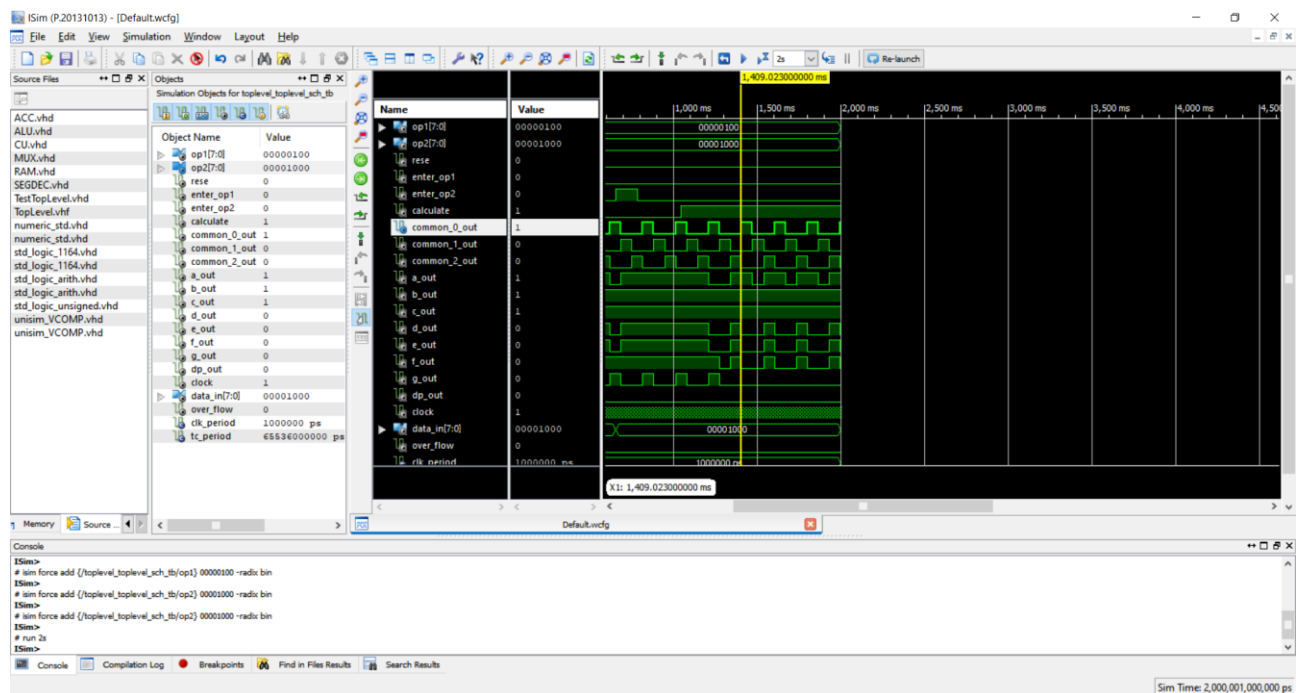 ISim (P.20131013) - [Default.wcfg]
File Edit View Simulation Window Layout Help
2s Re-launch
Source Files
ACC.vhd
ALU.vhd
CU.vhd
MUX.vhd
RAM.vhd
SEGDEC.vhd
TestTopLevel.vhd
TopLevel.vhf
numeric_std.vhd
numeric_std.vhd
std_logic_1164.vhd
std_logic_1164.vhd
std_logic_arith.vhd
std_logic_arith.vhd
std_logic_unsigned.vhd
unisim_VCOMP.vhd
unisim_VCOMP.vhd
Memory Source ...
Objects
Simulation Objects for toplevel_toplevel_sch_tb
Object Name Value
op1[7:0] 00000100
op2[7:0] 00001000
rese 0
enter_op1 0
enter_op2 0
calculate 1
common_0_out 1
common_1_out 0
common_2_out 0
a_out 1
b_out 1
c_out 1
d_out 0
e_out 0
f_out 0
g_out 0
dp_out 0
clock 1
data_in[7:0] 00001000
over_flow 0
clk_period 1000000 ps
tc_period 65536000000 ps
1,409.023000000 ms
Name Value
1,000 ms 1,500 ms 2,000 ms 2,500 ms 3,000 ms 3,500 ms 4,000 ms 4,500
op1[7:0] 00000100 00000100
op2[7:0] 00001000 00001000
rese 0
enter_op1 0
enter_op2 0
calculate 1
common_0_out 1
common_1_out 0
common_2_out 0
a_out 1
b_out 1
c_out 1
d_out 0
e_out 0
f_out 0
g_out 0
dp_out 0
clock 1
data_in[7:0] 00001000 00001000
over_flow 0
clk_period 1000000 ps 1000000 ps
X1: 1,409.023000000 ms
Default.wcfg
Console
ISim>
# isim force add {/toplevel_toplevel_sch_tb/op1} 00000100 -radix bin
ISim>
# isim force add {/toplevel_toplevel_sch_tb/op2} 00001000 -radix bin
ISim>
# isim force add {/toplevel_toplevel_sch_tb/op2} 00001000 -radix bin
ISim>
# run 2s
ISim>
Console Compilation Log Breakpoints Find in Files Results Search Results
Sim Time: 2,000,001,000,000 ps